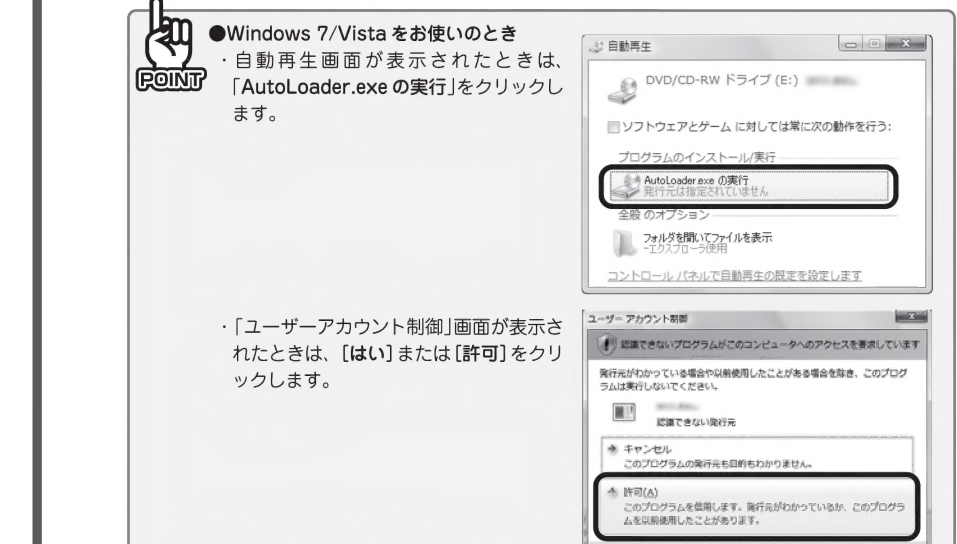 POINT
●Windows 7/Vista をお使いのとき
・自動再生画面が表示されたときは、
「AutoLoader.exe の実行」をクリックし
ます。
自動再生
DVD/CD-RW ドライブ (E:)
ソフトウェアとゲーム に対しては常に次の動作を行う:
プログラムのインストール/実行
AutoLoader.exe の実行
発行元は指定されていません
全般 のオプション
フォルダを開いてファイルを表示
-エクスプローラ使用
コントロール パネルで自動再生の既定を設定します
・「ユーザーアカウント制御」画面が表示さ
れたときは、[はい]または[許可]をクリ
ックします。
ユーザー アカウント制御
認識できないプログラムがこのコンピュータへのアクセスを要求しています
発行元がわかっている場合や以前使用したことがある場合を除き、このプログ
ラムは実行しないでください。
認識できない発行元
キャンセル
このプログラムの発行元も目的もわかりません。
許可(A)
このプログラムを信用します。発行元がわかっているか、このプログラ
ムを以前使用したことがあります。